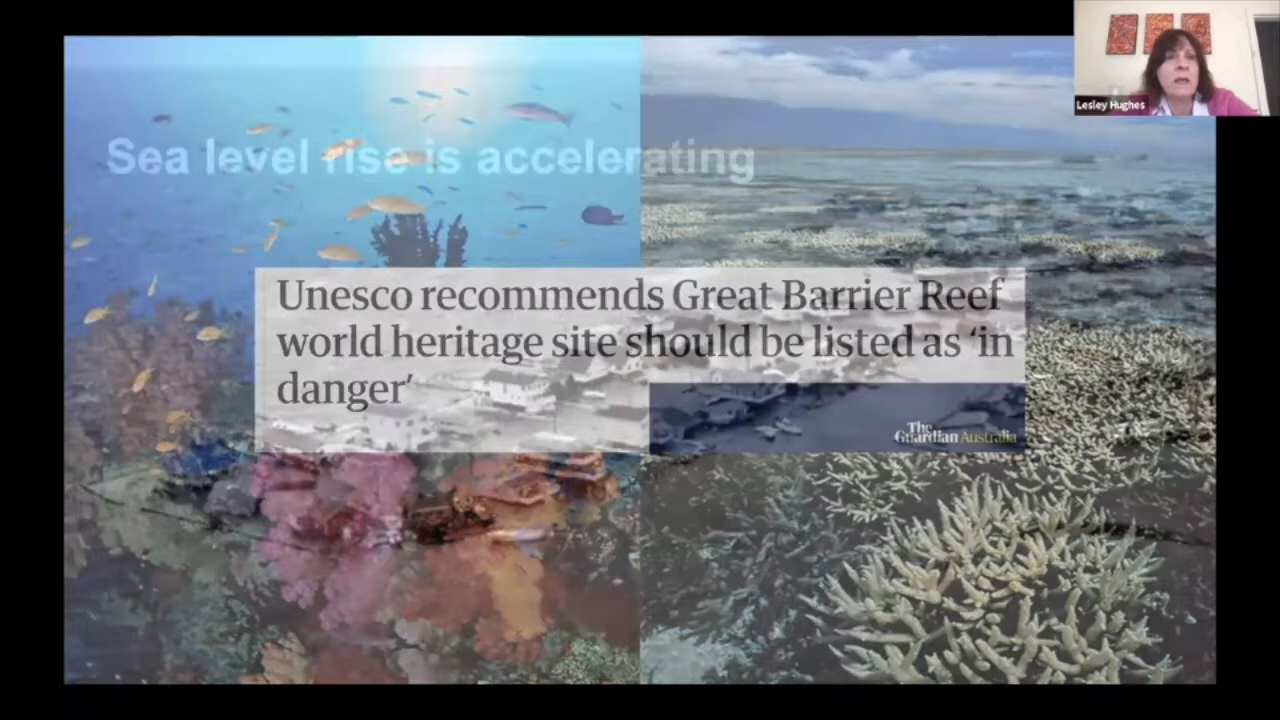 Lesley Hughes
Sea level rise is accelerating
Unesco recommends Great Barrier Reef
world heritage site should be listed as ‘in
danger’
The
Guardian Australia